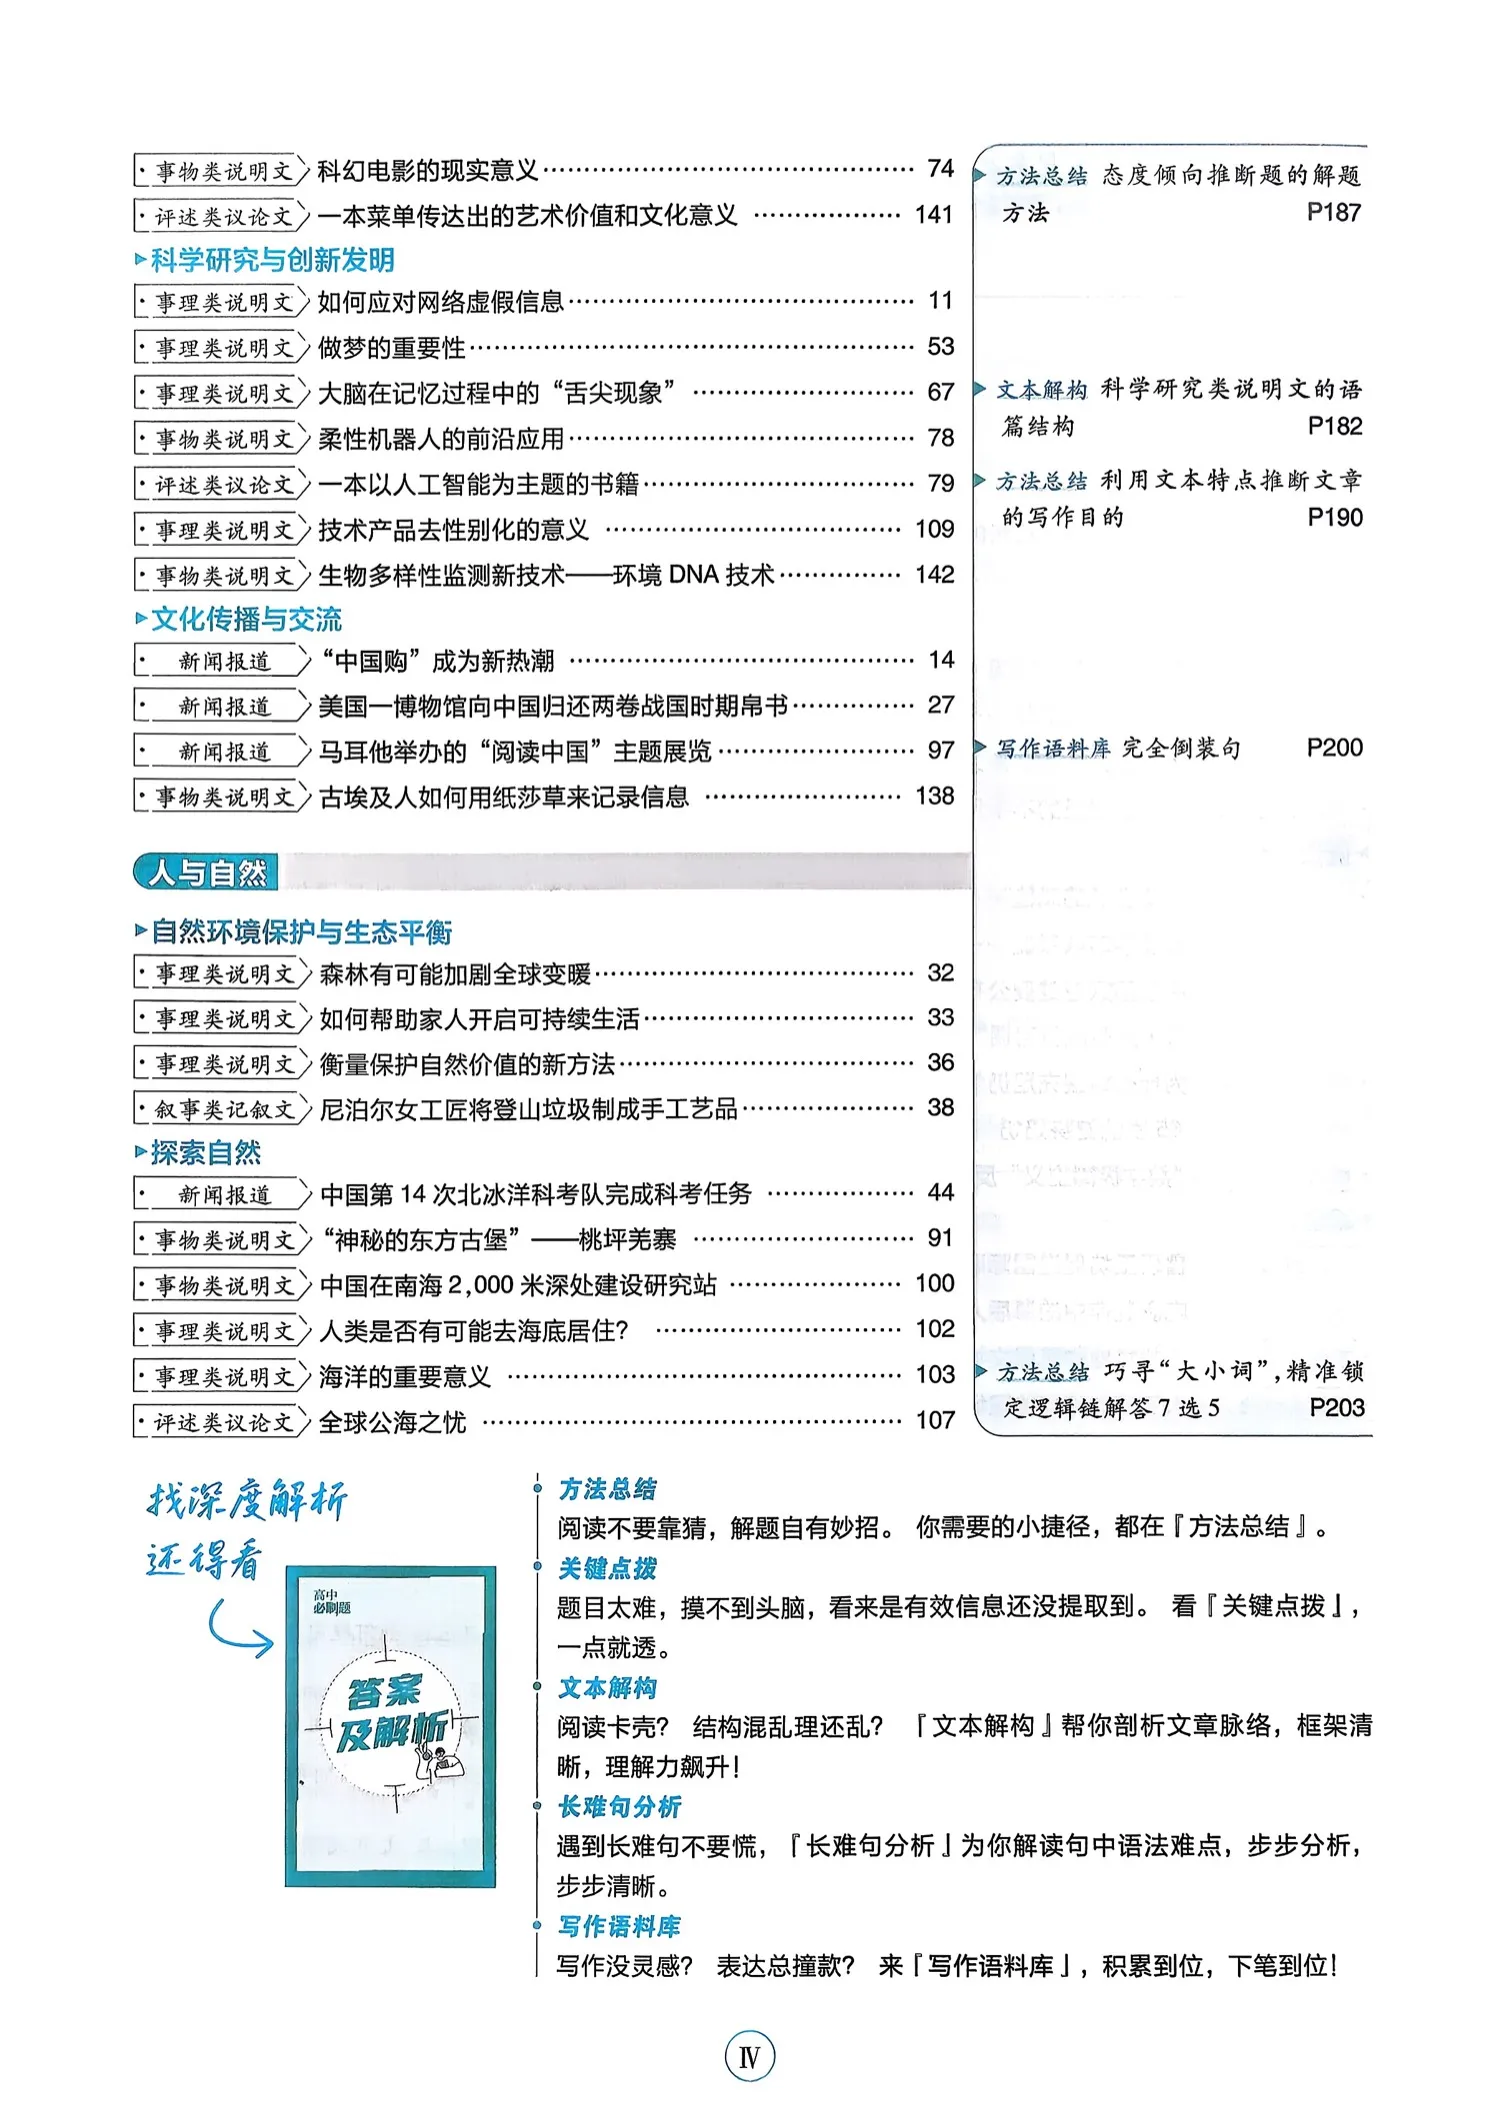 · 事物类说明文 科幻电影的现实意义 74
· 评述类议论文 一本菜单传达出的艺术价值和文化意义 141
科学研究与创新发明
· 事理类说明文 如何应对网络虚假信息 11
· 事理类说明文 做梦的重要性 53
· 事理类说明文 大脑在记忆过程中的“舌尖现象” 67
· 事物类说明文 柔性机器人的前沿应用 78
· 评述类议论文 一本以人工智能为主题的书籍 79
· 事理类说明文 技术产品去性别化的意义 109
· 事物类说明文 生物多样性监测新技术——环境 DNA 技术 142
文化传播与交流
· 新闻报道 “中国购”成为新热潮 14
· 新闻报道 美国一博物馆向中国归还两卷战国时期帛书 27
· 新闻报道 马耳他举办的“阅读中国”主题展览 97
· 事物类说明文 古埃及人如何用纸莎草来记录信息 138
人与自然
自然环境保护与生态平衡
· 事理类说明文 森林有可能加剧全球变暖 32
· 事理类说明文 如何帮助家人开启可持续生活 33
· 事理类说明文 衡量保护自然价值的新方法 36
· 叙事类记叙文 尼泊尔女工匠将登山垃圾制成手工艺品 38
探索自然
· 新闻报道 中国第 14 次北冰洋科考队完成科考任务 44
· 事物类说明文 “神秘的东方古堡”——桃坪羌寨 91
· 事物类说明文 中国在南海 2,000 米深处建设研究站 100
· 事理类说明文 人类是否有可能去海底居住？ 102
· 事理类说明文 海洋的重要意义 103
· 评述类议论文 全球公海之忧 107
方法总结 态度倾向推断题的解题
方法 P187
文本解构 科学研究类说明文的语
篇结构 P182
方法总结 利用文本特点推断文章
的写作目的 P190
写作语料库 完全倒装句 P200
方法总结 巧寻“大小词”,精准锁
定逻辑链解答 7 选 5 P203
找深度解析
还得看
高中
必刷题
答案
及解析
方法总结
阅读不要靠猜，解题自有妙招。 你需要的小捷径，都在『方法总结』。
关键点拨
题目太难，摸不到头脑，看来是有效信息还没提取到。 看『关键点拨』，
一点就透。
文本解构
阅读卡壳？ 结构混乱理还乱？ 『文本解构』帮你剖析文章脉络，框架清
晰，理解力飙升！
长难句分析
遇到长难句不要慌，『长难句分析』为你解读句中语法难点，步步分析，
步步清晰。
写作语料库
写作没灵感？ 表达总撞款？ 来『写作语料库』，积累到位，下笔到位！
Ⅳ